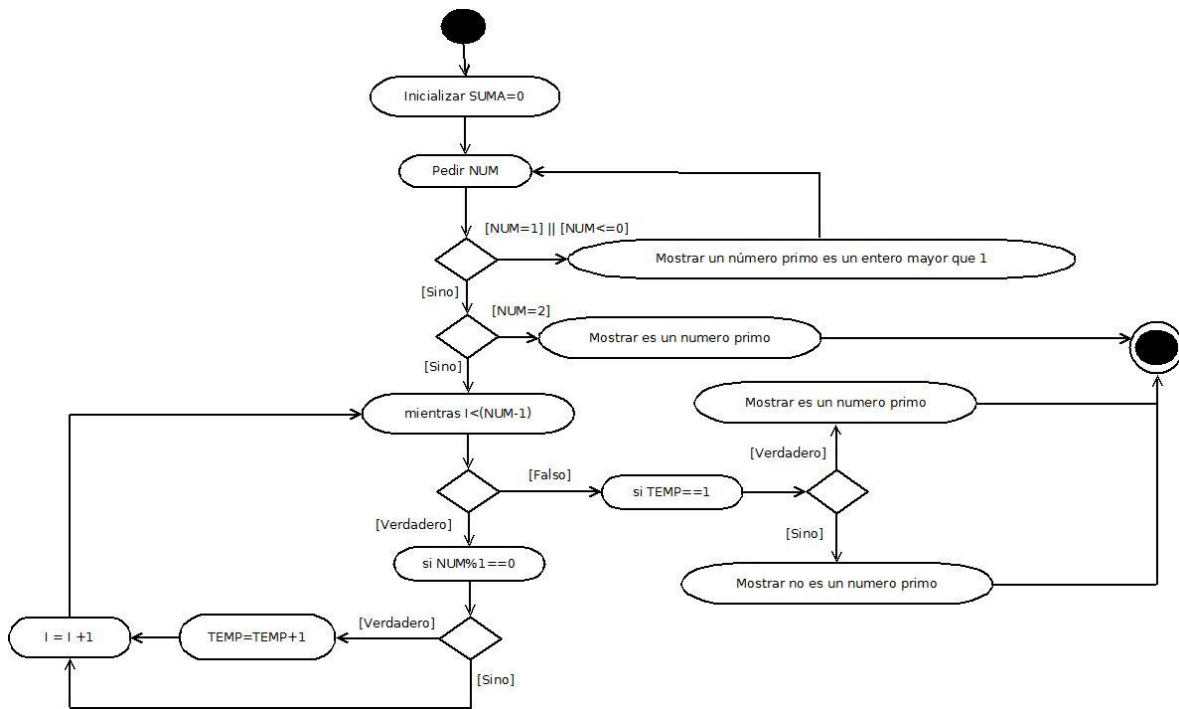 Inicializar SUMA=0
Pedir NUM
[NUM=1] || [NUM<=0]
Mostrar un número primo es un entero mayor que 1
[Sino]
[NUM=2]
Mostrar es un numero primo
[Sino]
mientras I<(NUM-1)
Mostrar es un numero primo
[Verdadero]
[Falso]
si TEMP==1
[Verdadero]
[Sino]
si NUM%1==0
Mostrar no es un numero primo
[Verdadero]
I = I +1
TEMP=TEMP+1
[Sino]